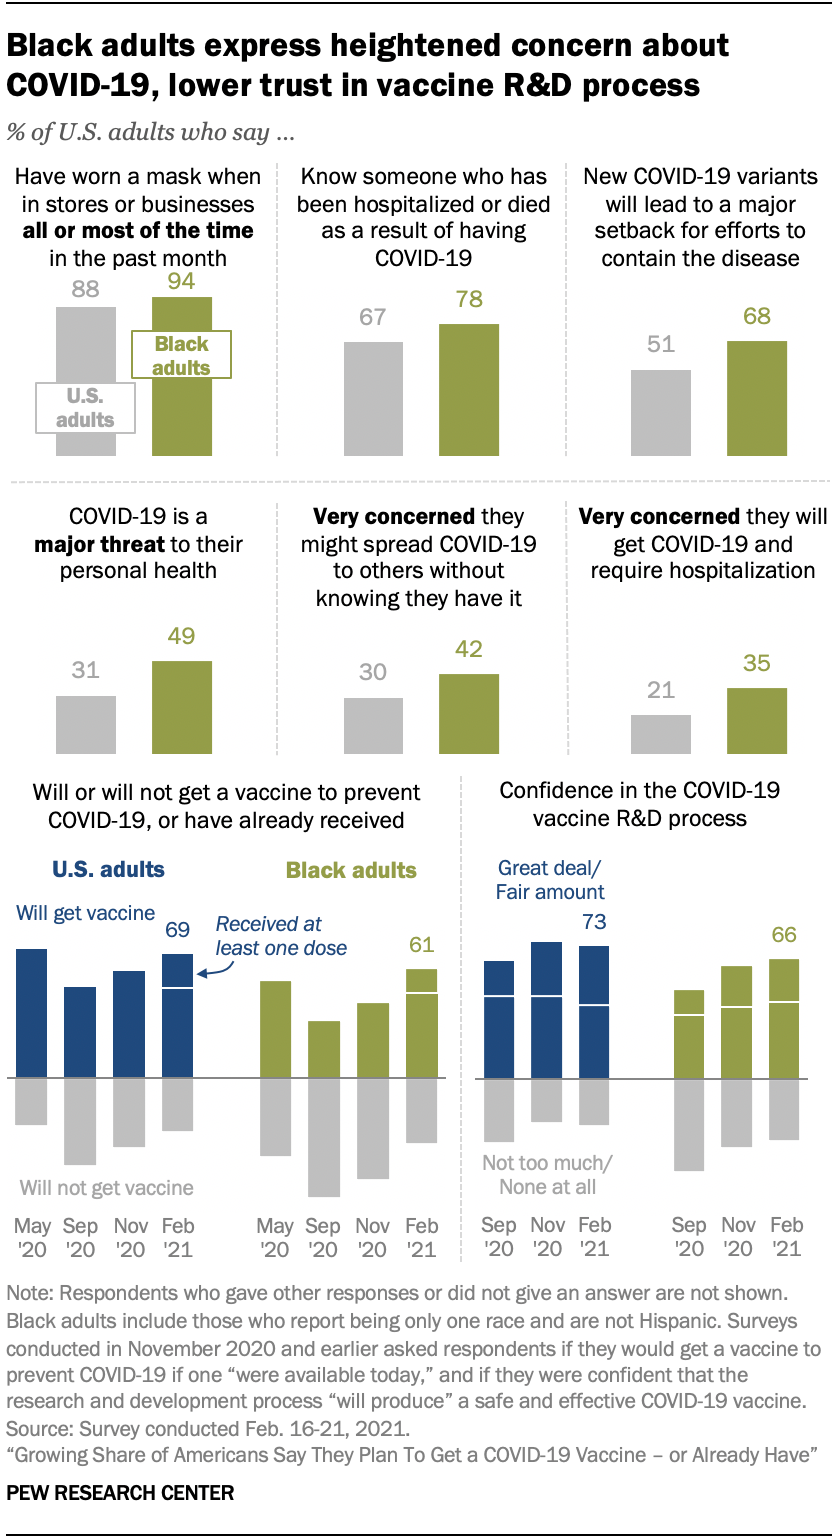 Black adults express heightened concern about
COVID-19, lower trust in vaccine R&D process
% of U.S. adults who say ...
Have worn a mask when
in stores or businesses
all or most of the time
in the past month
88
94
U.S.
adults
Black
adults
Know someone who has
been hospitalized or died
as a result of having
COVID-19
67
78
New COVID-19 variants
will lead to a major
setback for efforts to
contain the disease
51
68
COVID-19 is a
major threat to their
personal health
31
49
Very concerned they
might spread COVID-19
to others without
knowing they have it
30
42
Very concerned they will
get COVID-19 and
require hospitalization
21
35
Will or will not get a vaccine to prevent
COVID-19, or have already received
U.S. adults
Black adults
Will get vaccine
69
Received at
least one dose
61
Will not get vaccine
May
'20
Sep
'20
Nov
'20
Feb
'21
May
'20
Sep
'20
Nov
'20
Feb
'21
Confidence in the COVID-19
vaccine R&D process
Great deal/
Fair amount
73
66
Not too much/
None at all
Sep
'20
Nov
'20
Feb
'21
Sep
'20
Nov
'20
Feb
'21
Note: Respondents who gave other responses or did not give an answer are not shown.
Black adults include those who report being only one race and are not Hispanic. Surveys
conducted in November 2020 and earlier asked respondents if they would get a vaccine to
prevent COVID-19 if one “were available today,” and if they were confident that the
research and development process “will produce” a safe and effective COVID-19 vaccine.
Source: Survey conducted Feb. 16-21, 2021.
“Growing Share of Americans Say They Plan To Get a COVID-19 Vaccine – or Already Have”
PEW RESEARCH CENTER